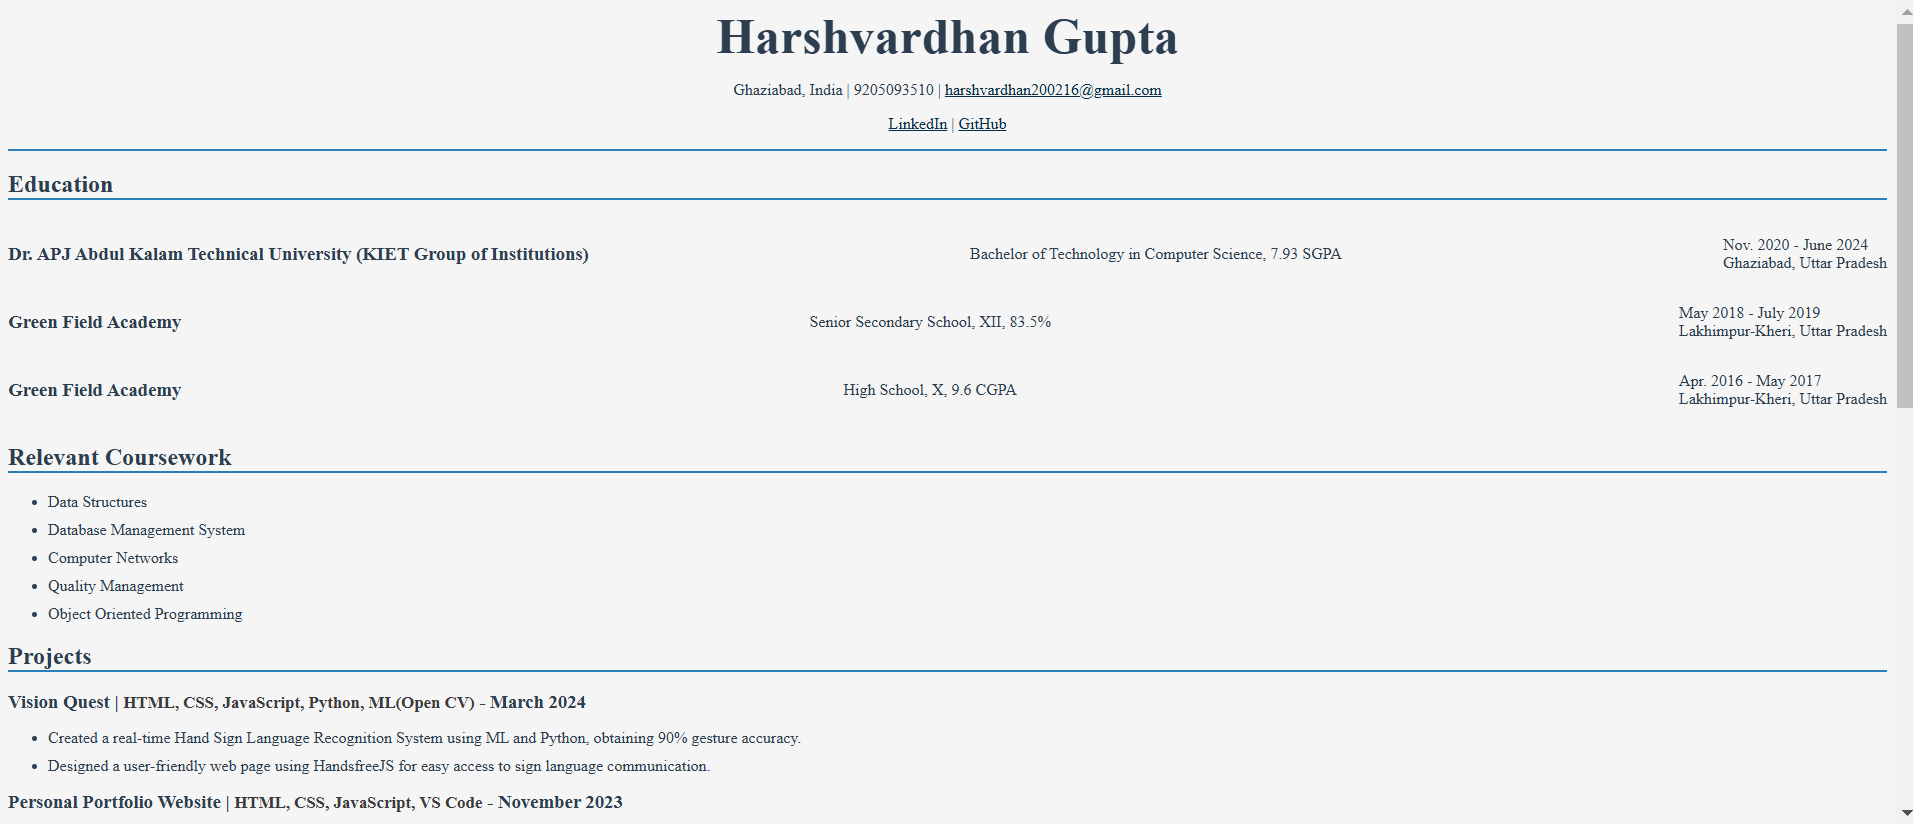 Harshvardhan Gupta
Ghaziabad, India | 9205093510 | harshvardhan200216@gmail.com
LinkedIn | GitHub
Education
Dr. APJ Abdul Kalam Technical University (KIET Group of Institutions)
Bachelor of Technology in Computer Science, 7.93 SGPA
Nov. 2020 - June 2024
Ghaziabad, Uttar Pradesh
Green Field Academy
Senior Secondary School, XII, 83.5%
May 2018 - July 2019
Lakhimpur-Kheri, Uttar Pradesh
Green Field Academy
High School, X, 9.6 CGPA
Apr. 2016 - May 2017
Lakhimpur-Kheri, Uttar Pradesh
Relevant Coursework
• Data Structures
• Database Management System
• Computer Networks
• Quality Management
• Object Oriented Programming
Projects
Vision Quest | HTML, CSS, JavaScript, Python, ML(Open CV) - March 2024
• Created a real-time Hand Sign Language Recognition System using ML and Python, obtaining 90% gesture accuracy.
• Designed a user-friendly web page using HandsfreeJS for easy access to sign language communication.
Personal Portfolio Website | HTML, CSS, JavaScript, VS Code - November 2023